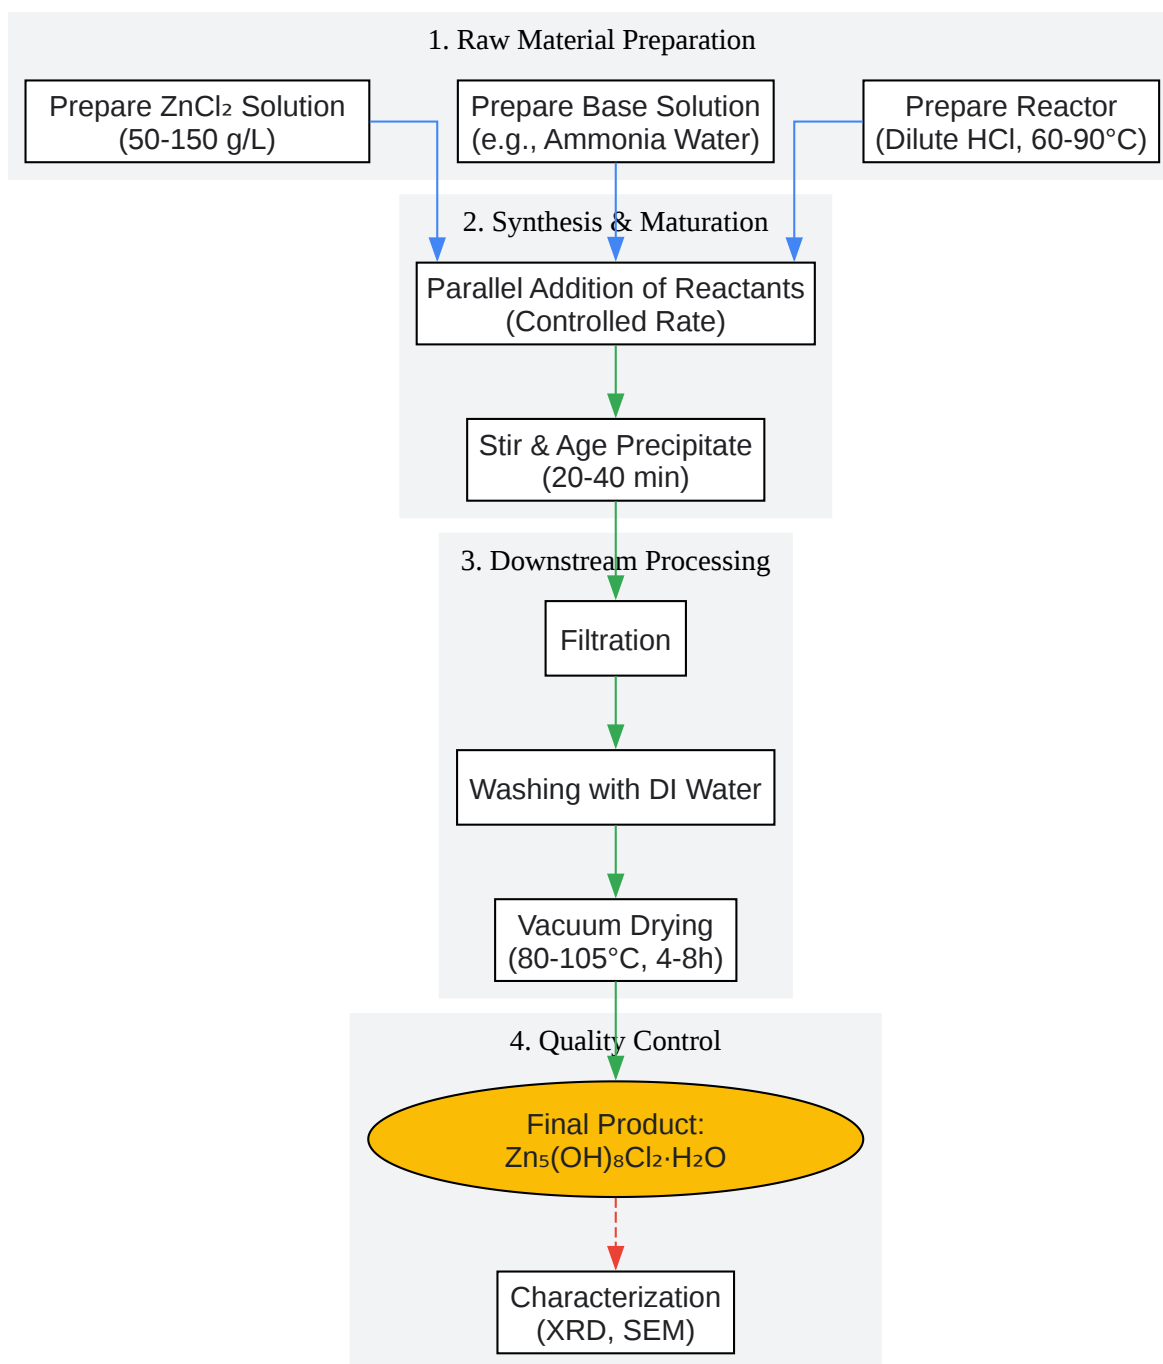 1. Raw Material Preparation
Prepare ZnCl₂ Solution
(50-150 g/L)
Prepare Base Solution
(e.g., Ammonia Water)
Prepare Reactor
(Dilute HCl, 60-90°C)
2. Synthesis & Maturation
Parallel Addition of Reactants
(Controlled Rate)
Stir & Age Precipitate
(20-40 min)
3. Downstream Processing
Filtration
Washing with DI Water
Vacuum Drying
(80-105°C, 4-8h)
4. Quality Control
Final Product:
Zn₅(OH)₈Cl₂·H₂O
Characterization
(XRD, SEM)